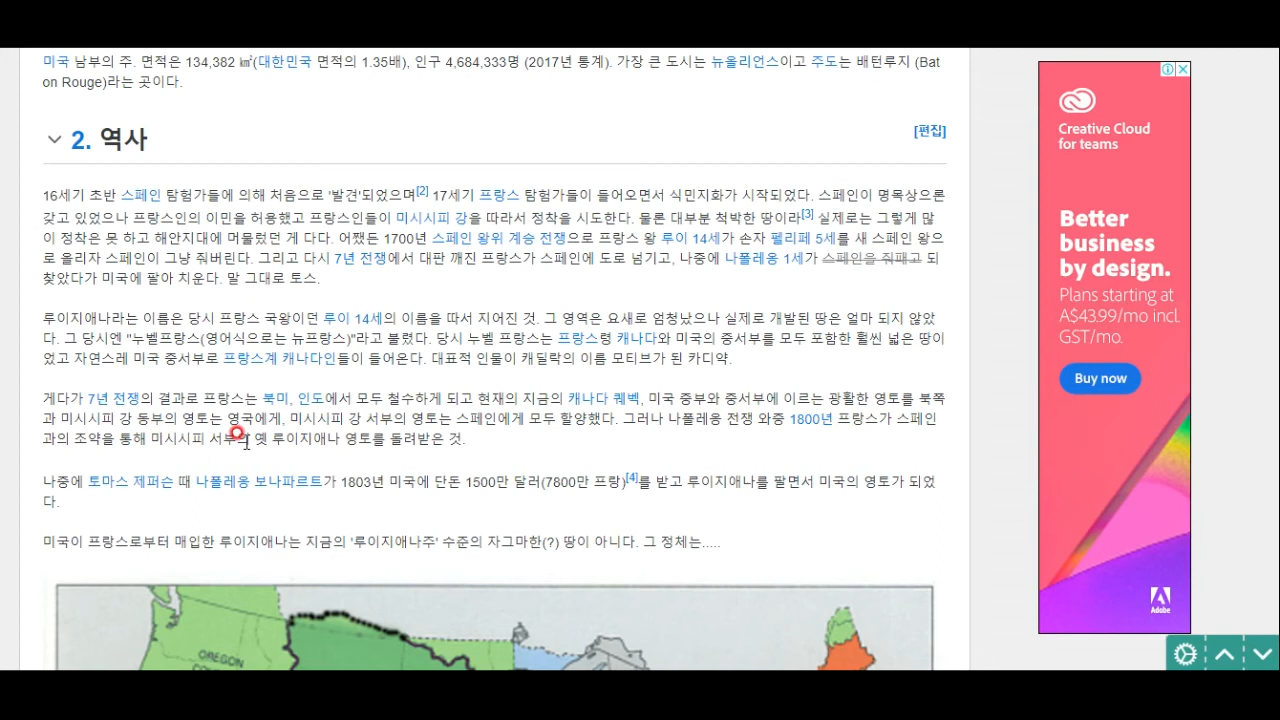 미국 남부의 주. 면적은 134,382 ㎢(대한민국 면적의 1.35배), 인구 4,684,333명 (2017년 통계). 가장 큰 도시는 뉴올리언스이고 주도는 배턴루지 (Bat
on Rouge)라는 곳이다.
2. 역사
[편집]
16세기 초반 스페인 탐험가들에 의해 처음으로 '발견'되었으며[2] 17세기 프랑스 탐험가들이 들어오면서 식민지화가 시작되었다. 스페인이 명목상으론
갖고 있었으나 프랑스인의 이민을 허용했고 프랑스인들이 미시시피 강을 따라서 정착을 시도한다. 물론 대부분 척박한 땅이라[3] 실제로는 그렇게 많
이 정착은 못 하고 해안지대에 머물렀던 게 다다. 어쨌든 1700년 스페인 왕위 계승 전쟁으로 프랑스 왕 루이 14세가 손자 펠리페 5세를 새 스페인 왕으
로 올리자 스페인이 그냥 줘버린다. 그리고 다시 7년 전쟁에서 대판 깨진 프랑스가 스페인에 도로 넘기고, 나중에 나폴레옹 1세가 스페인을 줘패고 되
찾았다가 미국에 팔아 치운다. 말 그대로 토스.
루이지애나라는 이름은 당시 프랑스 국왕이던 루이 14세의 이름을 따서 지어진 것. 그 영역은 요새로 엄청났으나 실제로 개발된 땅은 얼마 되지 않았
다. 그 당시엔 "누벨프랑스(영어식으로는 뉴프랑스)"라고 불렀다. 당시 누벨 프랑스는 프랑스령 캐나다와 미국의 중서부를 모두 포함한 훨씬 넓은 땅이
었고 자연스레 미국 중서부로 프랑스계 캐나다인들이 들어온다. 대표적 인물이 캐딜락의 이름 모티브가 된 카디약.
게다가 7년 전쟁의 결과로 프랑스는 북미, 인도에서 모두 철수하게 되고 현재의 지금의 캐나다 퀘벡, 미국 중부와 중서부에 이르는 광활한 영토를 북쪽
과 미시시피 강 동부의 영토는 영국에게, 미시시피 강 서부의 영토는 스페인에게 모두 할양했다. 그러나 나폴레옹 전쟁 와중 1800년 프랑스가 스페인
과의 조약을 통해 미시시피 서부의 옛 루이지애나 영토를 돌려받은 것.
나중에 토마스 제퍼슨 때 나폴레옹 보나파르트가 1803년 미국에 단돈 1500만 달러(7800만 프랑)[4]를 받고 루이지애나를 팔면서 미국의 영토가 되었
다.
미국이 프랑스로부터 매입한 루이지애나는 지금의 '루이지애나주' 수준의 자그마한(?) 땅이 아니다. 그 정체는.....
OREGON
Creative Cloud
for teams
Better
business
by design.
Plans starting at
A$43.99/mo incl.
GST/mo.
Buy now
Adobe